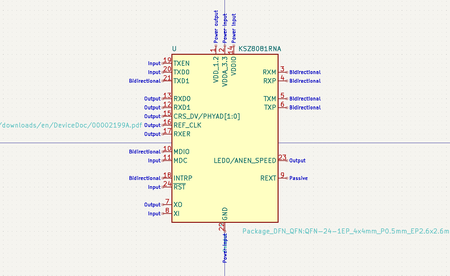 Power output
Power input
Power input
1
2
14
U
KSZ8081RNA
VDD_1.2
VDDA_3.3
VDDIO
Input 19 TXEN
Input 20 TXD0
Bidirectional 21 TXD1
RXM 3 Bidirectional
RXP 4 Bidirectional
Output 13 RXD0
Output 12 RXD1
Output 15 CRS_DV/PHYAD[1:0]
Output 16 REF_CLK
Output 17 RXER
TXM 5 Bidirectional
TXP 6 Bidirectional
/downloads/en/DeviceDoc/00002199A.pdf
Bidirectional 10 MDIO
Input 11 MDC
LED0/ANEN_SPEED 23 Output
Bidirectional 18 INTRP
Input 24 RST
REXT 9 Passive
Output 7 XO
Input 8 XI
GND
22
Power input
Package_DFN_QFN:QFN-24-1EP_4x4mm_P0.5mm_EP2.6x2.6m